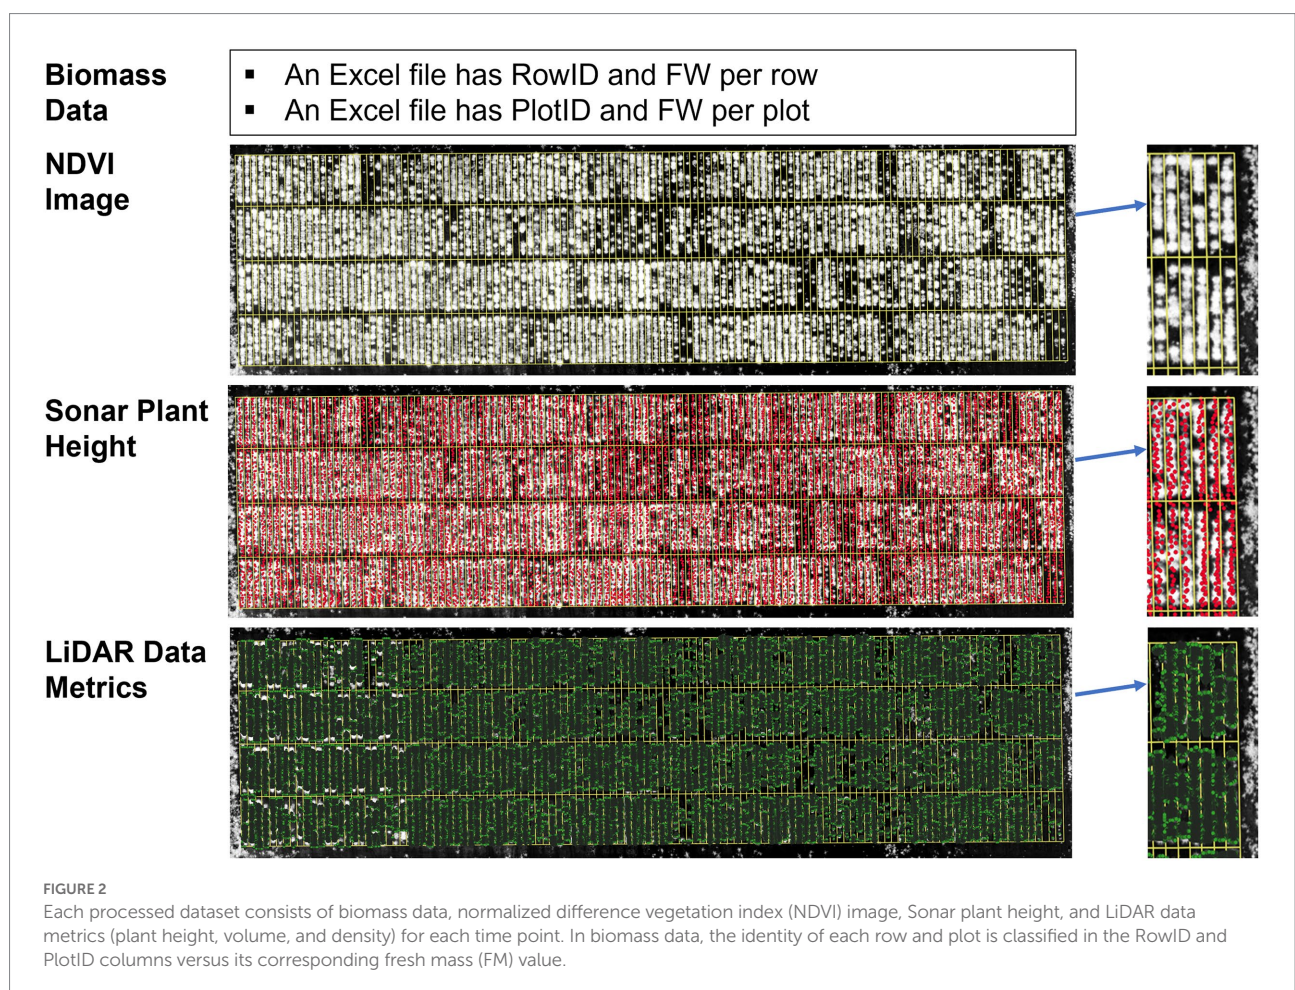 Biomass
Data
▪ An Excel file has RowID and FW per row
▪ An Excel file has PlotID and FW per plot
NDVI
Image
Sonar Plant
Height
LiDAR Data
Metrics
FIGURE 2
Each processed dataset consists of biomass data, normalized difference vegetation index (NDVI) image, Sonar plant height, and LiDAR data
metrics (plant height, volume, and density) for each time point. In biomass data, the identity of each row and plot is classified in the RowID and
PlotID columns versus its corresponding fresh mass (FM) value.